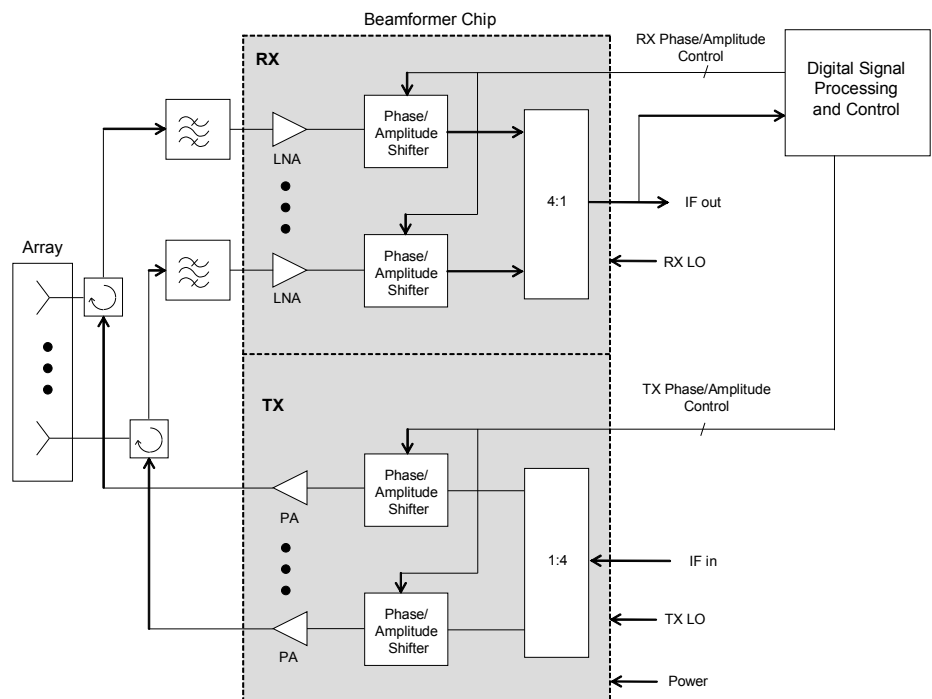 Beamformer Chip
RX
RX Phase/Amplitude
Control
Digital Signal
Processing
and Control
Phase/
Amplitude
Shifter
LNA
4:1
IF out
Array
Phase/
Amplitude
Shifter
LNA
RX LO
TX
TX Phase/Amplitude
Control
Phase/
Amplitude
Shifter
PA
1:4
IF in
Phase/
Amplitude
Shifter
PA
TX LO
Power